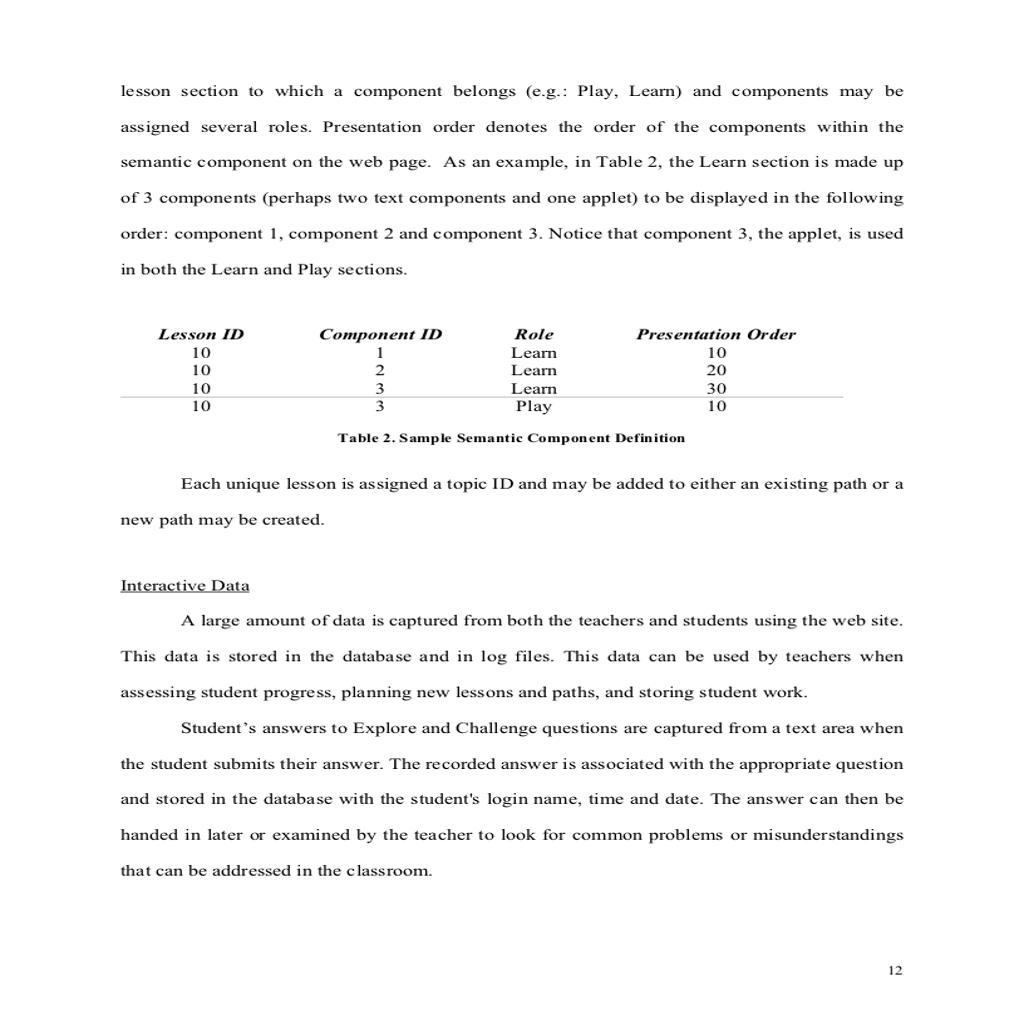 lesson section to which a component belongs (e.g.: Play, Learn) and components may be
assigned several roles. Presentation order denotes the order of the components within the
semantic component on the web page.  As an example, in Table 2, the Learn section is made up
of 3 components (perhaps two text components and one applet) to be displayed in the following
order: component 1, component 2 and component 3. Notice that component 3, the applet, is used
in both the Learn and Play sections.
Lesson ID Component ID Role Presentation Order
10 1 Learn 10
10 2 Learn 20
10 3 Learn 30
10 3 Play 10
Table 2. Sample Semantic Component Definition
Each unique lesson is assigned a topic ID and may be added to either an existing path or a
new path may be created.
Interactive Data
A large amount of data is captured from both the teachers and students using the web site.
This data is stored in the database and in log files. This data can be used by teachers when
assessing student progress, planning new lessons and paths, and storing student work.
Student’s answers to Explore and Challenge questions are captured from a text area when
the student submits their answer. The recorded answer is associated with the appropriate question
and stored in the database with the student's login name, time and date. The answer can then be
handed in later or examined by the teacher to look for common problems or misunderstandings
that can be addressed in the classroom.
12